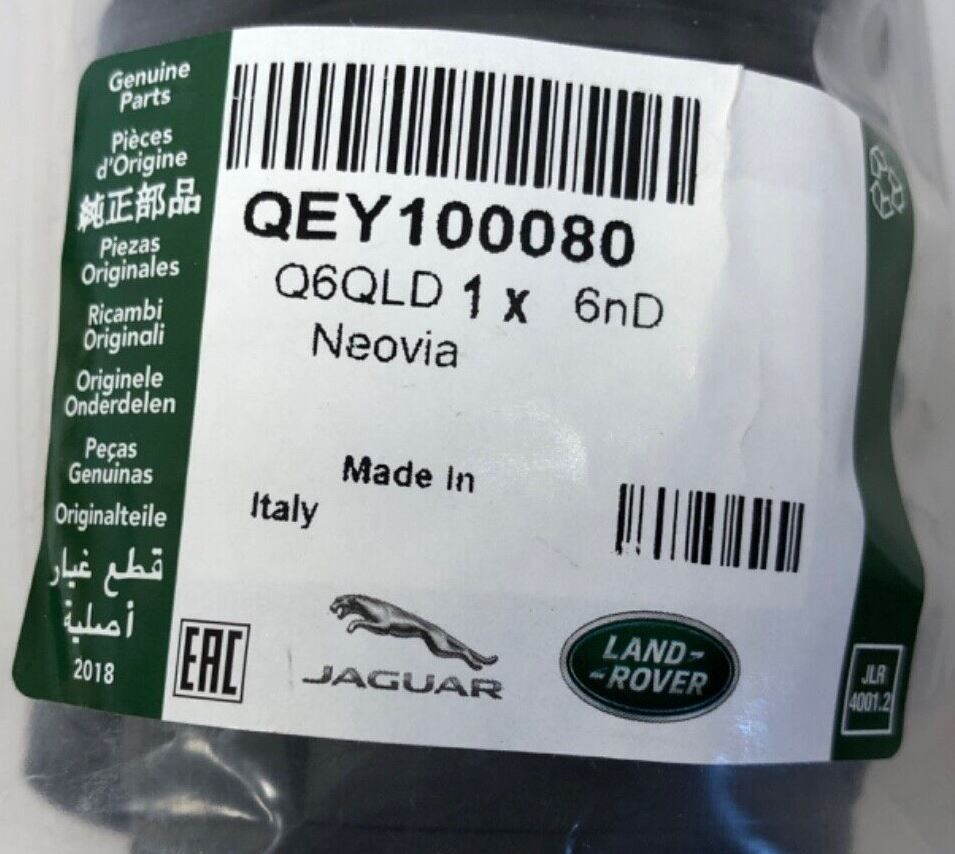 Genuine
Parts
Pièces
d'Origine
純正部品
Piezas
Originales
Ricambi
Originali
Originele
Onderdelen
Peças
Genuinas
Originalteile
قطع غيار
أصلية
2018
QEY100080
Q6QLD 1 x 6nD
Neovia
Made In
Italy
EAC
JAGUAR
LAND-
-ROVER
JLR
4001.2